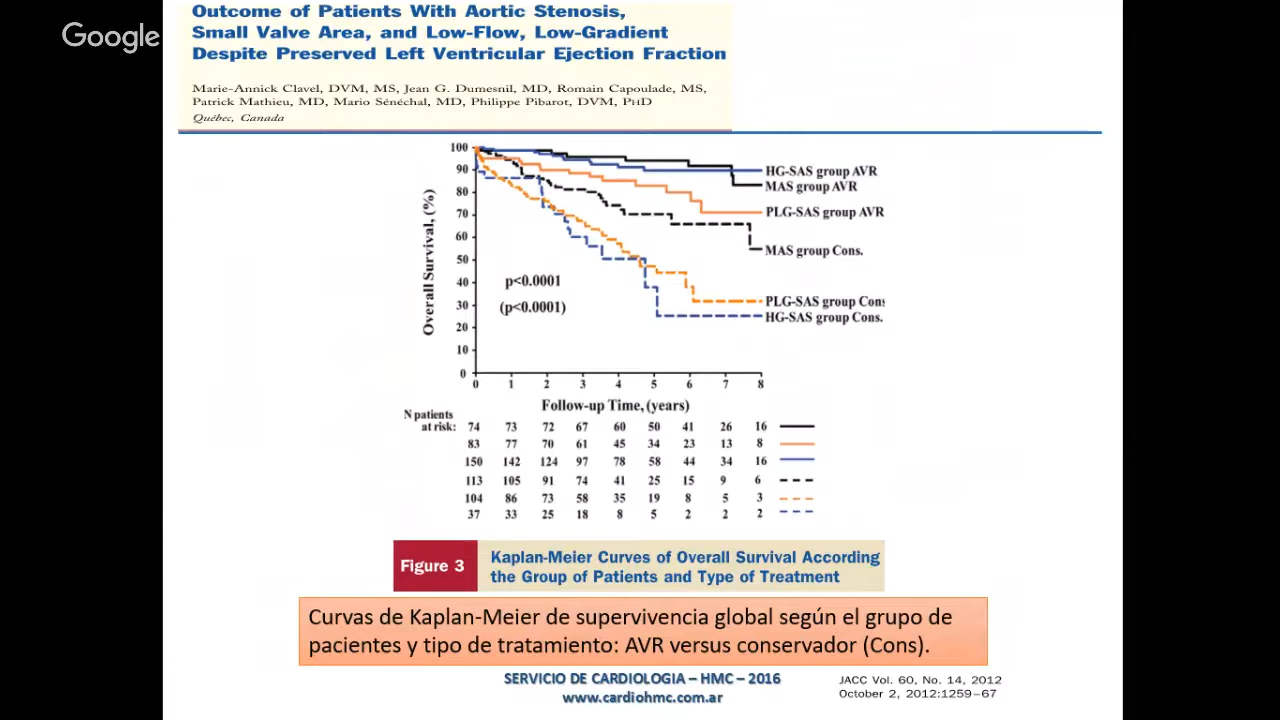 Google
Outcome of Patients With Aortic Stenosis,
Small Valve Area, and Low-Flow, Low-Gradient
Despite Preserved Left Ventricular Ejection Fraction
Marie-Annick Clavel, DVM, MS, Jean G. Dumesnil, MD, Romain Capoulade, MS,
Patrick Mathieu, MD, Mario Sénéchal, MD, Philippe Pibarot, DVM, PHD
Québec, Canada
Overall Survival, (%)
100
90
80
70
60
50
40
30
20
10
0
HG-SAS group AVR
MAS group AVR
PLG-SAS group AVR
MAS group Cons.
PLG-SAS group Cons
HG-SAS group Cons.
p<0.0001
(p<0.0001)
0 1 2 3 4 5 6 7 8
Follow-up Time, (years)
N patients
at risk: 74 73 72 67 60 50 41 26 16
83 77 70 61 45 34 23 13 8
150 142 124 97 78 58 44 34 16
113 105 91 74 41 25 15 9 6
104 86 73 58 35 19 8 5 3
37 33 25 18 8 5 2 2 2
Figure 3
Kaplan-Meier Curves of Overall Survival According
the Group of Patients and Type of Treatment
Curvas de Kaplan-Meier de supervivencia global según el grupo de
pacientes y tipo de tratamiento: AVR versus conservador (Cons).
SERVICIO DE CARDIOLOGIA – HMC – 2016
www.cardiohmc.com.ar
JACC Vol. 60, No. 14, 2012
October 2, 2012:1259–67